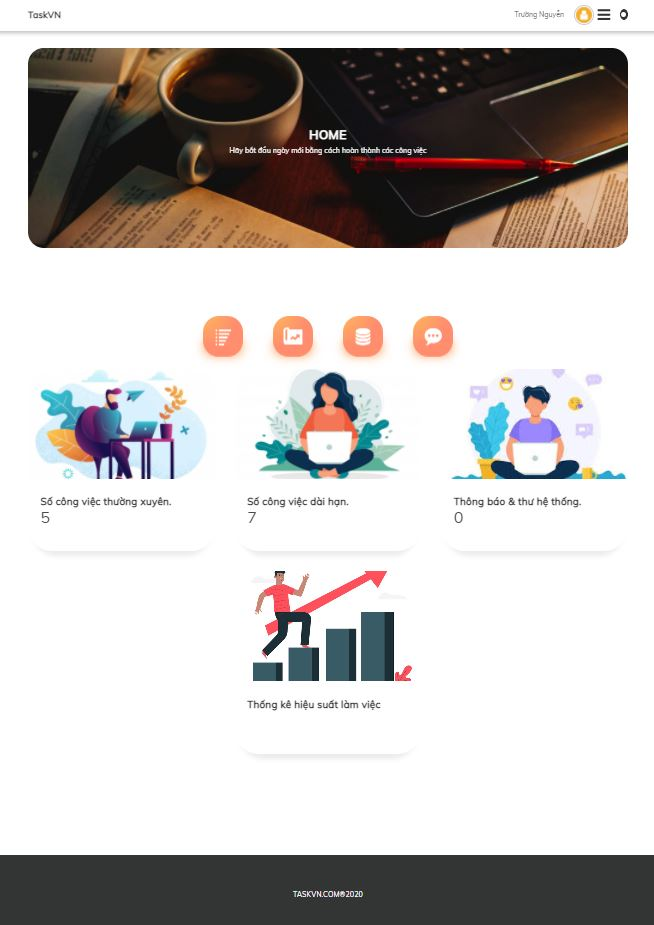 TaskVN
Trường Nguyễn
HOME
Hãy bắt đầu ngày mới bằng cách hoàn thành các công việc
Số công việc thường xuyên.
5
Số công việc dài hạn.
7
Thông báo & thư hệ thống.
0
Thống kê hiệu suất làm việc
TASKVN.COM®2020